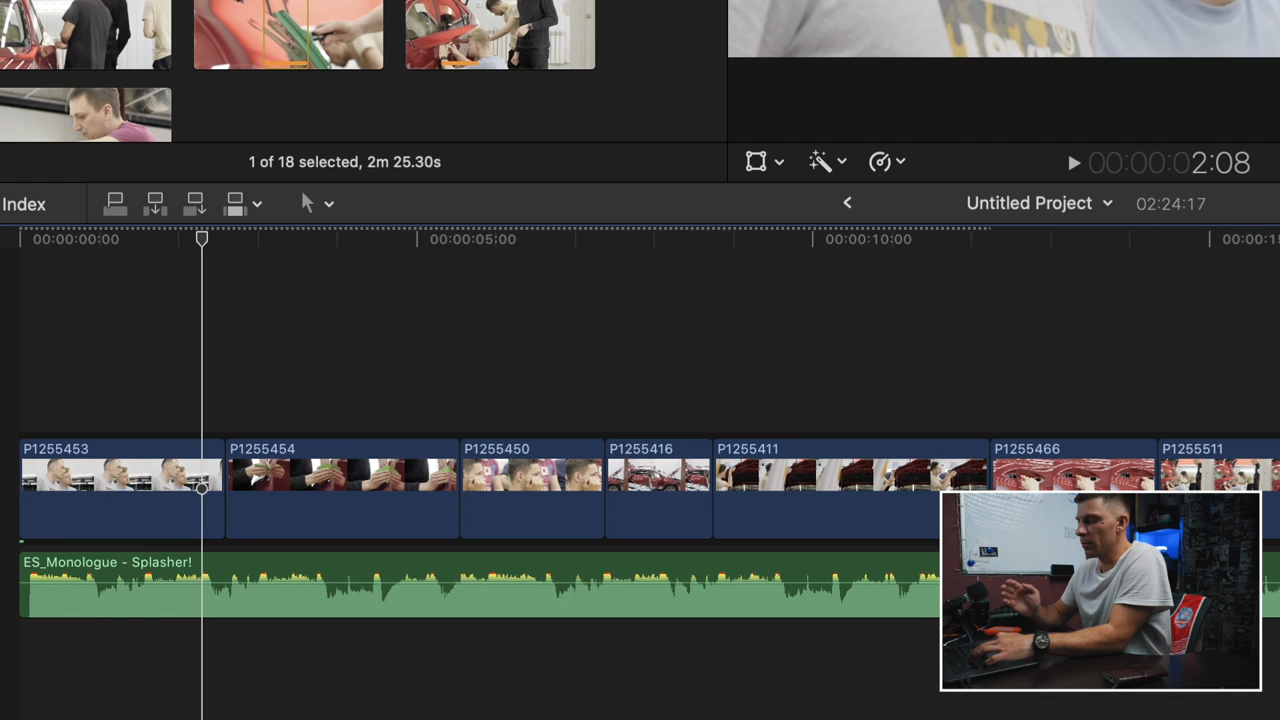 1 of 18 selected, 2m 25.30s
00:00:00:02:08
Index
Untitled Project
02:24:17
00:00:00:00
00:00:05:00
00:00:10:00
P1255453
P1255454
P1255450
P1255416
P1255411
P1255466
P1255511
ES_Monologue - Splasher!